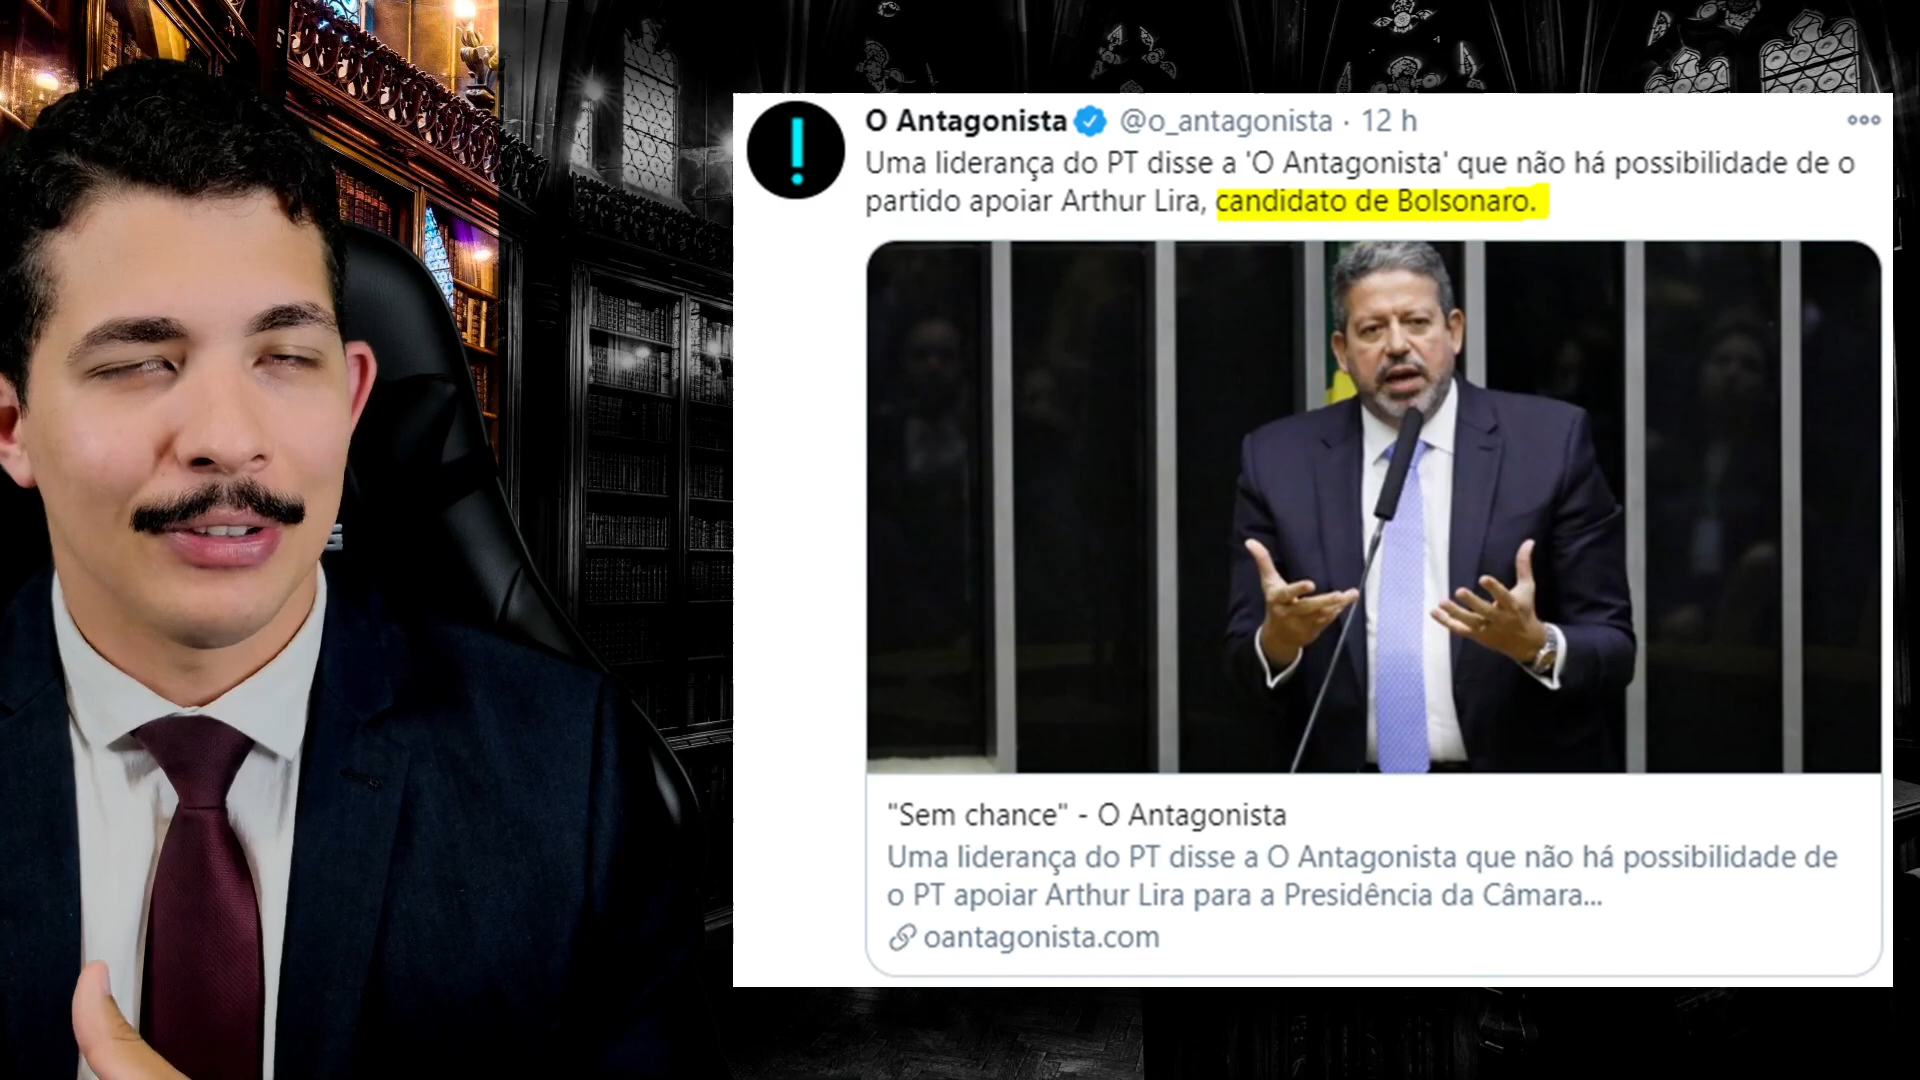 O Antagonista @o_antagonista · 12 h
Uma liderança do PT disse a 'O Antagonista' que não há possibilidade de o
partido apoiar Arthur Lira, candidato de Bolsonaro.
"Sem chance" - O Antagonista
Uma liderança do PT disse a O Antagonista que não há possibilidade de
o PT apoiar Arthur Lira para a Presidência da Câmara...
oantagonista.com